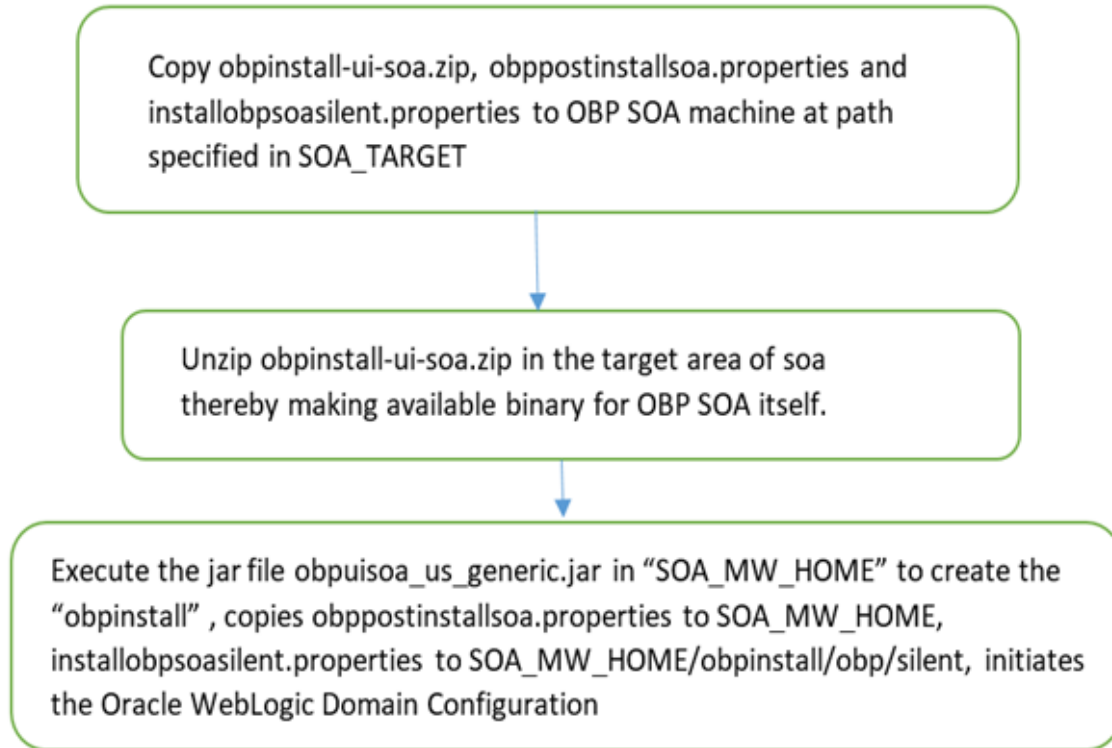 Copy obpinstall-ui-soa.zip, obppostinstallsoa.properties and
installobpsoasilent.properties to OBP SOA machine at path
specified in SOA_TARGET
Unzip obpinstall-ui-soa.zip in the target area of soa
thereby making available binary for OBP SOA itself.
Execute the jar file obpuisoa_us_generic.jar in “SOA_MW_HOME” to create the
“obpinstall” , copies obppostinstallsoa.properties to SOA_MW_HOME,
installobpsoasilent.properties to SOA_MW_HOME/obpinstall/obp/silent, initiates
the Oracle WebLogic Domain Configuration